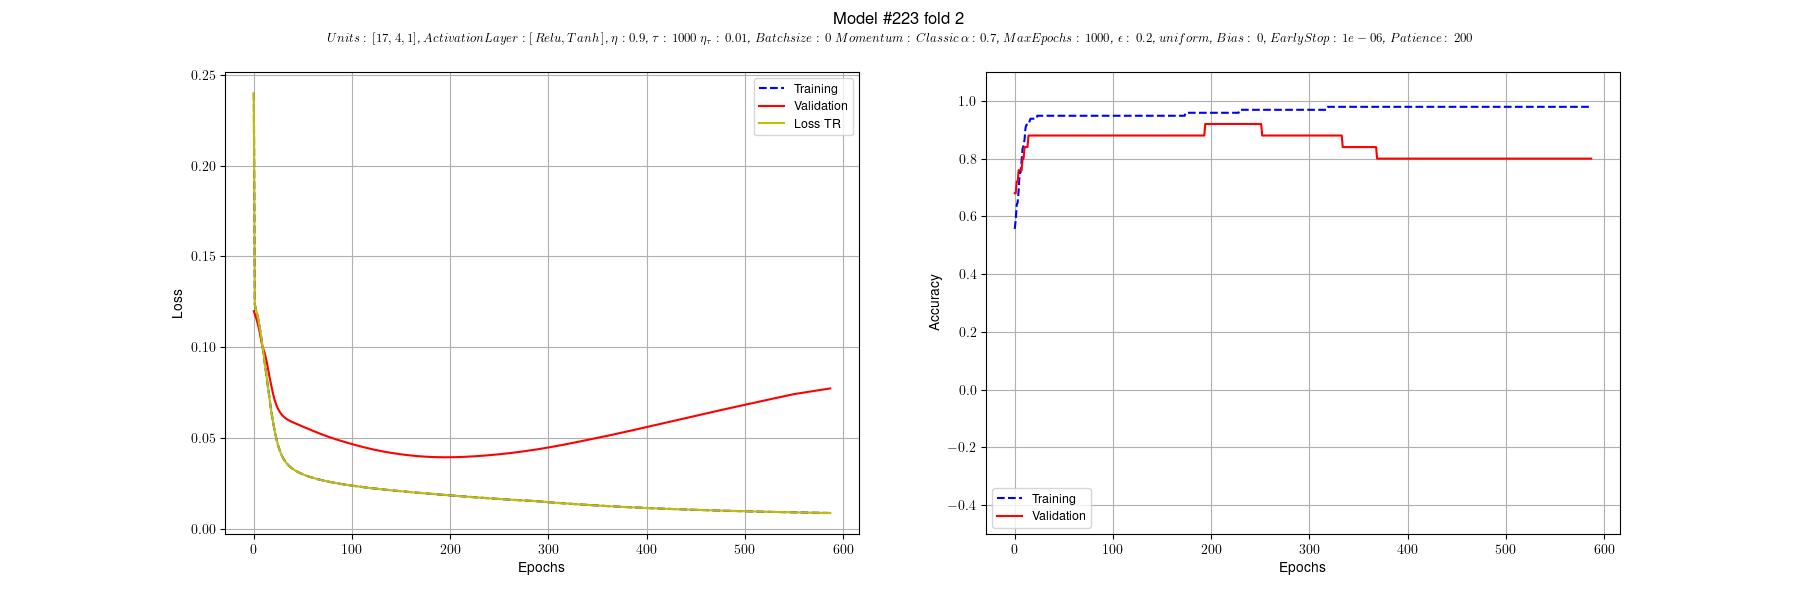 Model #223 fold 2
Units : [17, 4, 1], ActivationLayer : [Relu, Tanh], η : 0.9, τ : 1000 ητ : 0.01, Batchsize : 0 Momentum : Classic α : 0.7, MaxEpochs : 1000, ϵ : 0.2, uniform, Bias : 0, EarlyStop : 1e − 06, Patience : 200
0.25
0.20
0.15
0.10
0.05
0.00
Loss
Training
Validation
Loss TR
0 100 200 300 400 500 600
Epochs
1.0
0.8
0.6
0.4
0.2
0.0
−0.2
−0.4
Accuracy
Training
Validation
0 100 200 300 400 500 600
Epochs